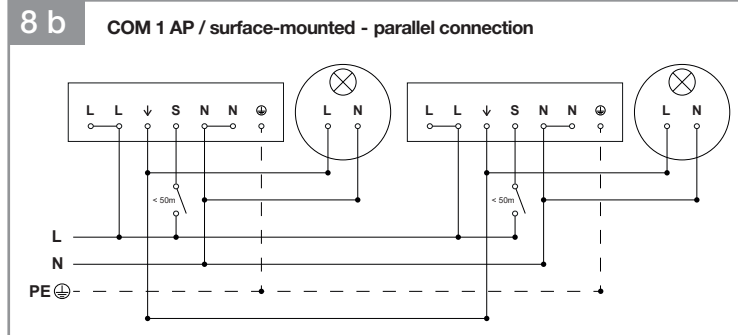 8 b
COM 1 AP / surface-mounted - parallel connection
L L ↓ S N N L N L L ↓ S N N L N
< 50m < 50m
L
N
PE